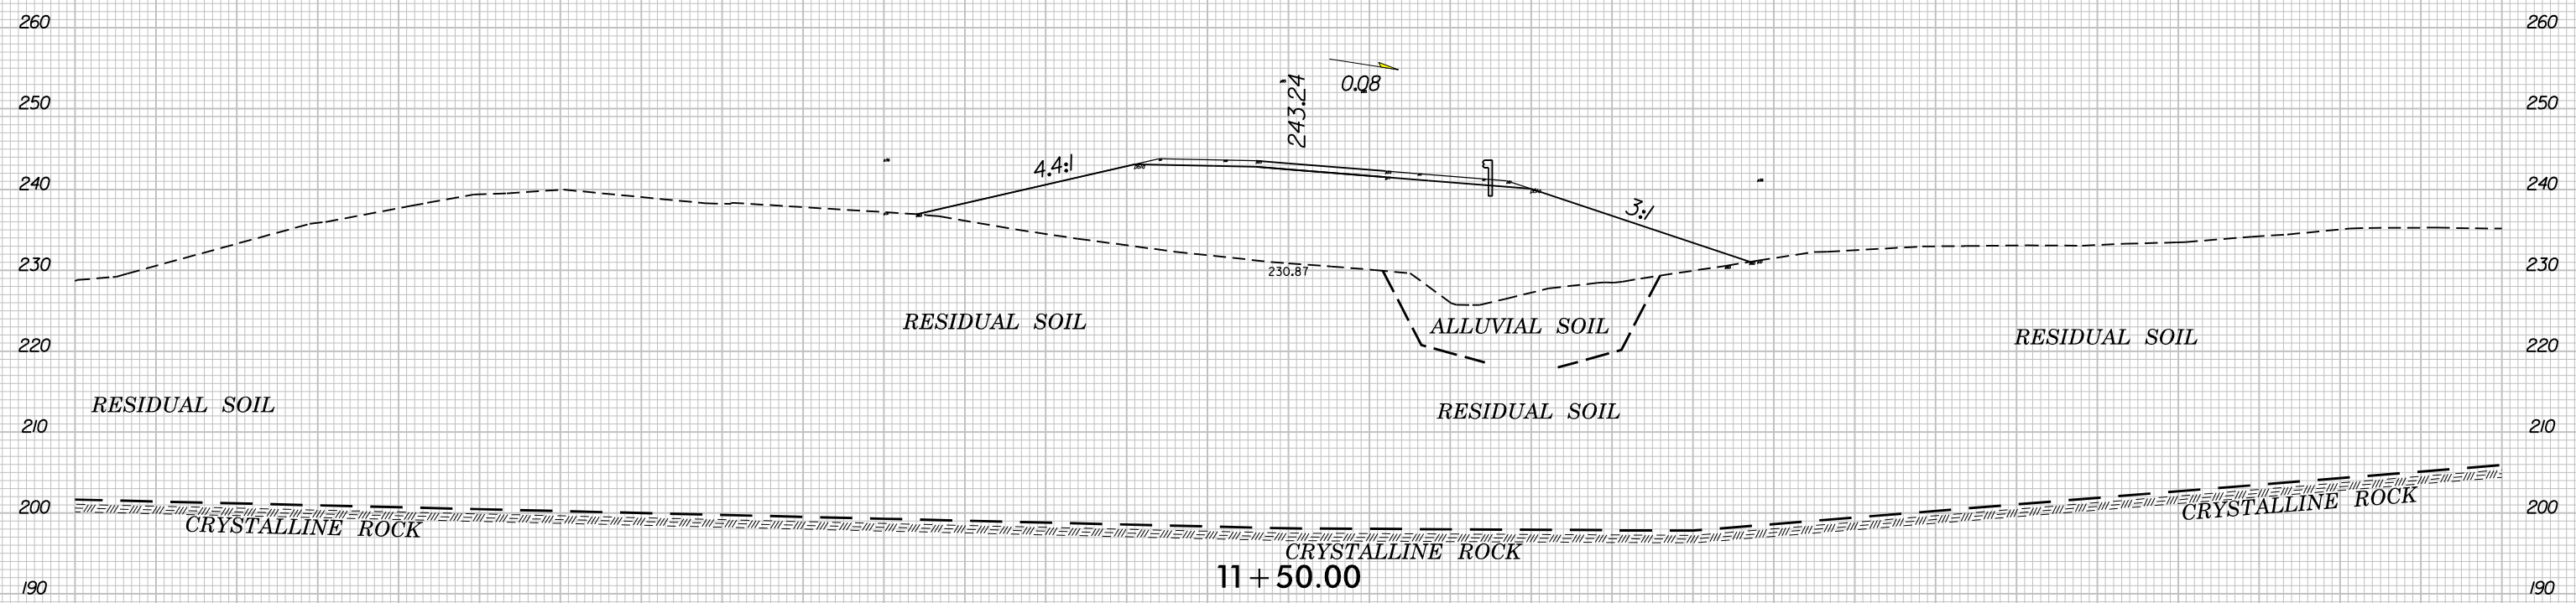 260 260
0.08
250 243.24 250
4.4:1
240 3:1 240
230 230.87 230
RESIDUAL SOIL ALLUVIAL SOIL RESIDUAL SOIL
220 220
RESIDUAL SOIL RESIDUAL SOIL
210 210
200 CRYSTALLINE ROCK CRYSTALLINE ROCK 200
CRYSTALLINE ROCK
11+50.00
190 190